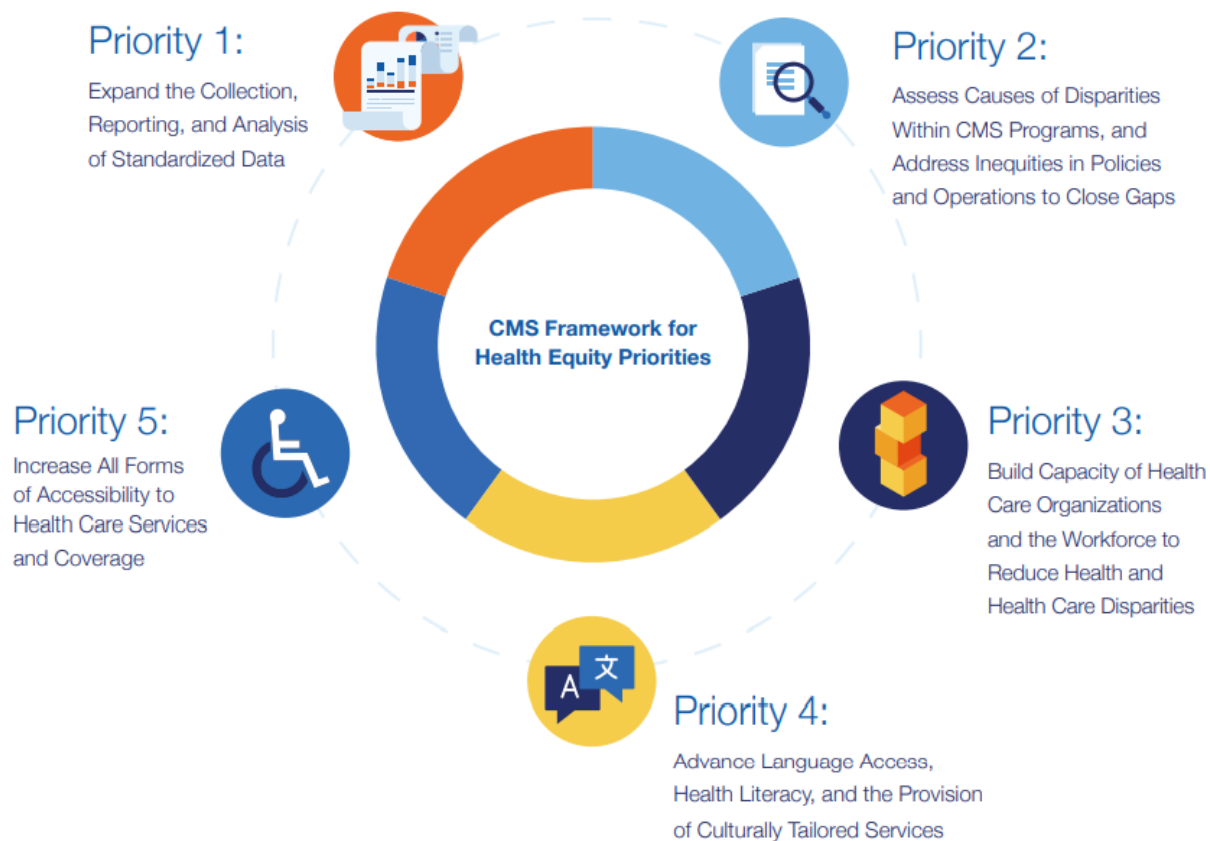 Priority 1:
Expand the Collection,
Reporting, and Analysis
of Standardized Data
Priority 2:
Assess Causes of Disparities
Within CMS Programs, and
Address Inequities in Policies
and Operations to Close Gaps
CMS Framework for
Health Equity Priorities
Priority 3:
Build Capacity of Health
Care Organizations
and the Workforce to
Reduce Health and
Health Care Disparities
Priority 4:
Advance Language Access,
Health Literacy, and the Provision
of Culturally Tailored Services
A 文
Priority 5:
Increase All Forms
of Accessibility to
Health Care Services
and Coverage